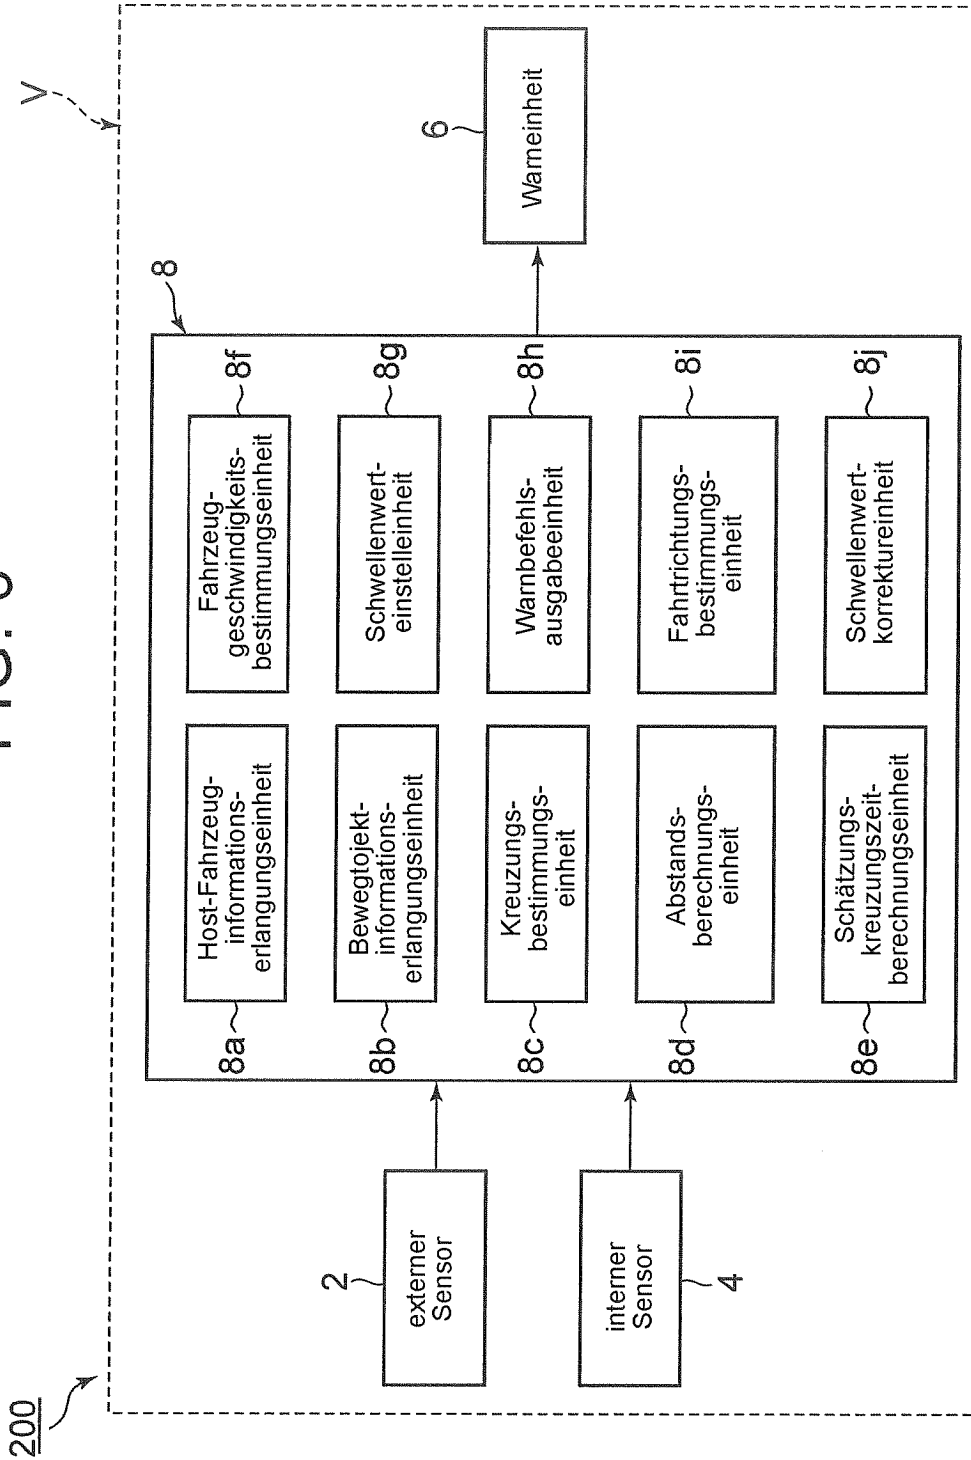 FIG.
200
V
8
8a
Host-Fahrzeug-
informations-
erlangungseinheit
Fahrzeug-
geschwindigkeits-
bestimmungseinheit
8f
8b
Bewegtojekt-
informations-
erlangungseinheit
Schwellenwert-
einstelleinheit
8g
2
externer
Sensor
8c
Kreuzungs-
bestimmungs-
einheit
Warnbefehls-
ausgabeeinheit
8h
6
Warneinheit
interner
Sensor
4
8d
Abstands-
berechnungs-
einheit
Fahrtrichtungs-
bestimmungs-
einheit
8i
8e
Schätzungs-
kreuzungszeit-
berechnungseinheit
Schwellenwert-
korrektureinheit
8j